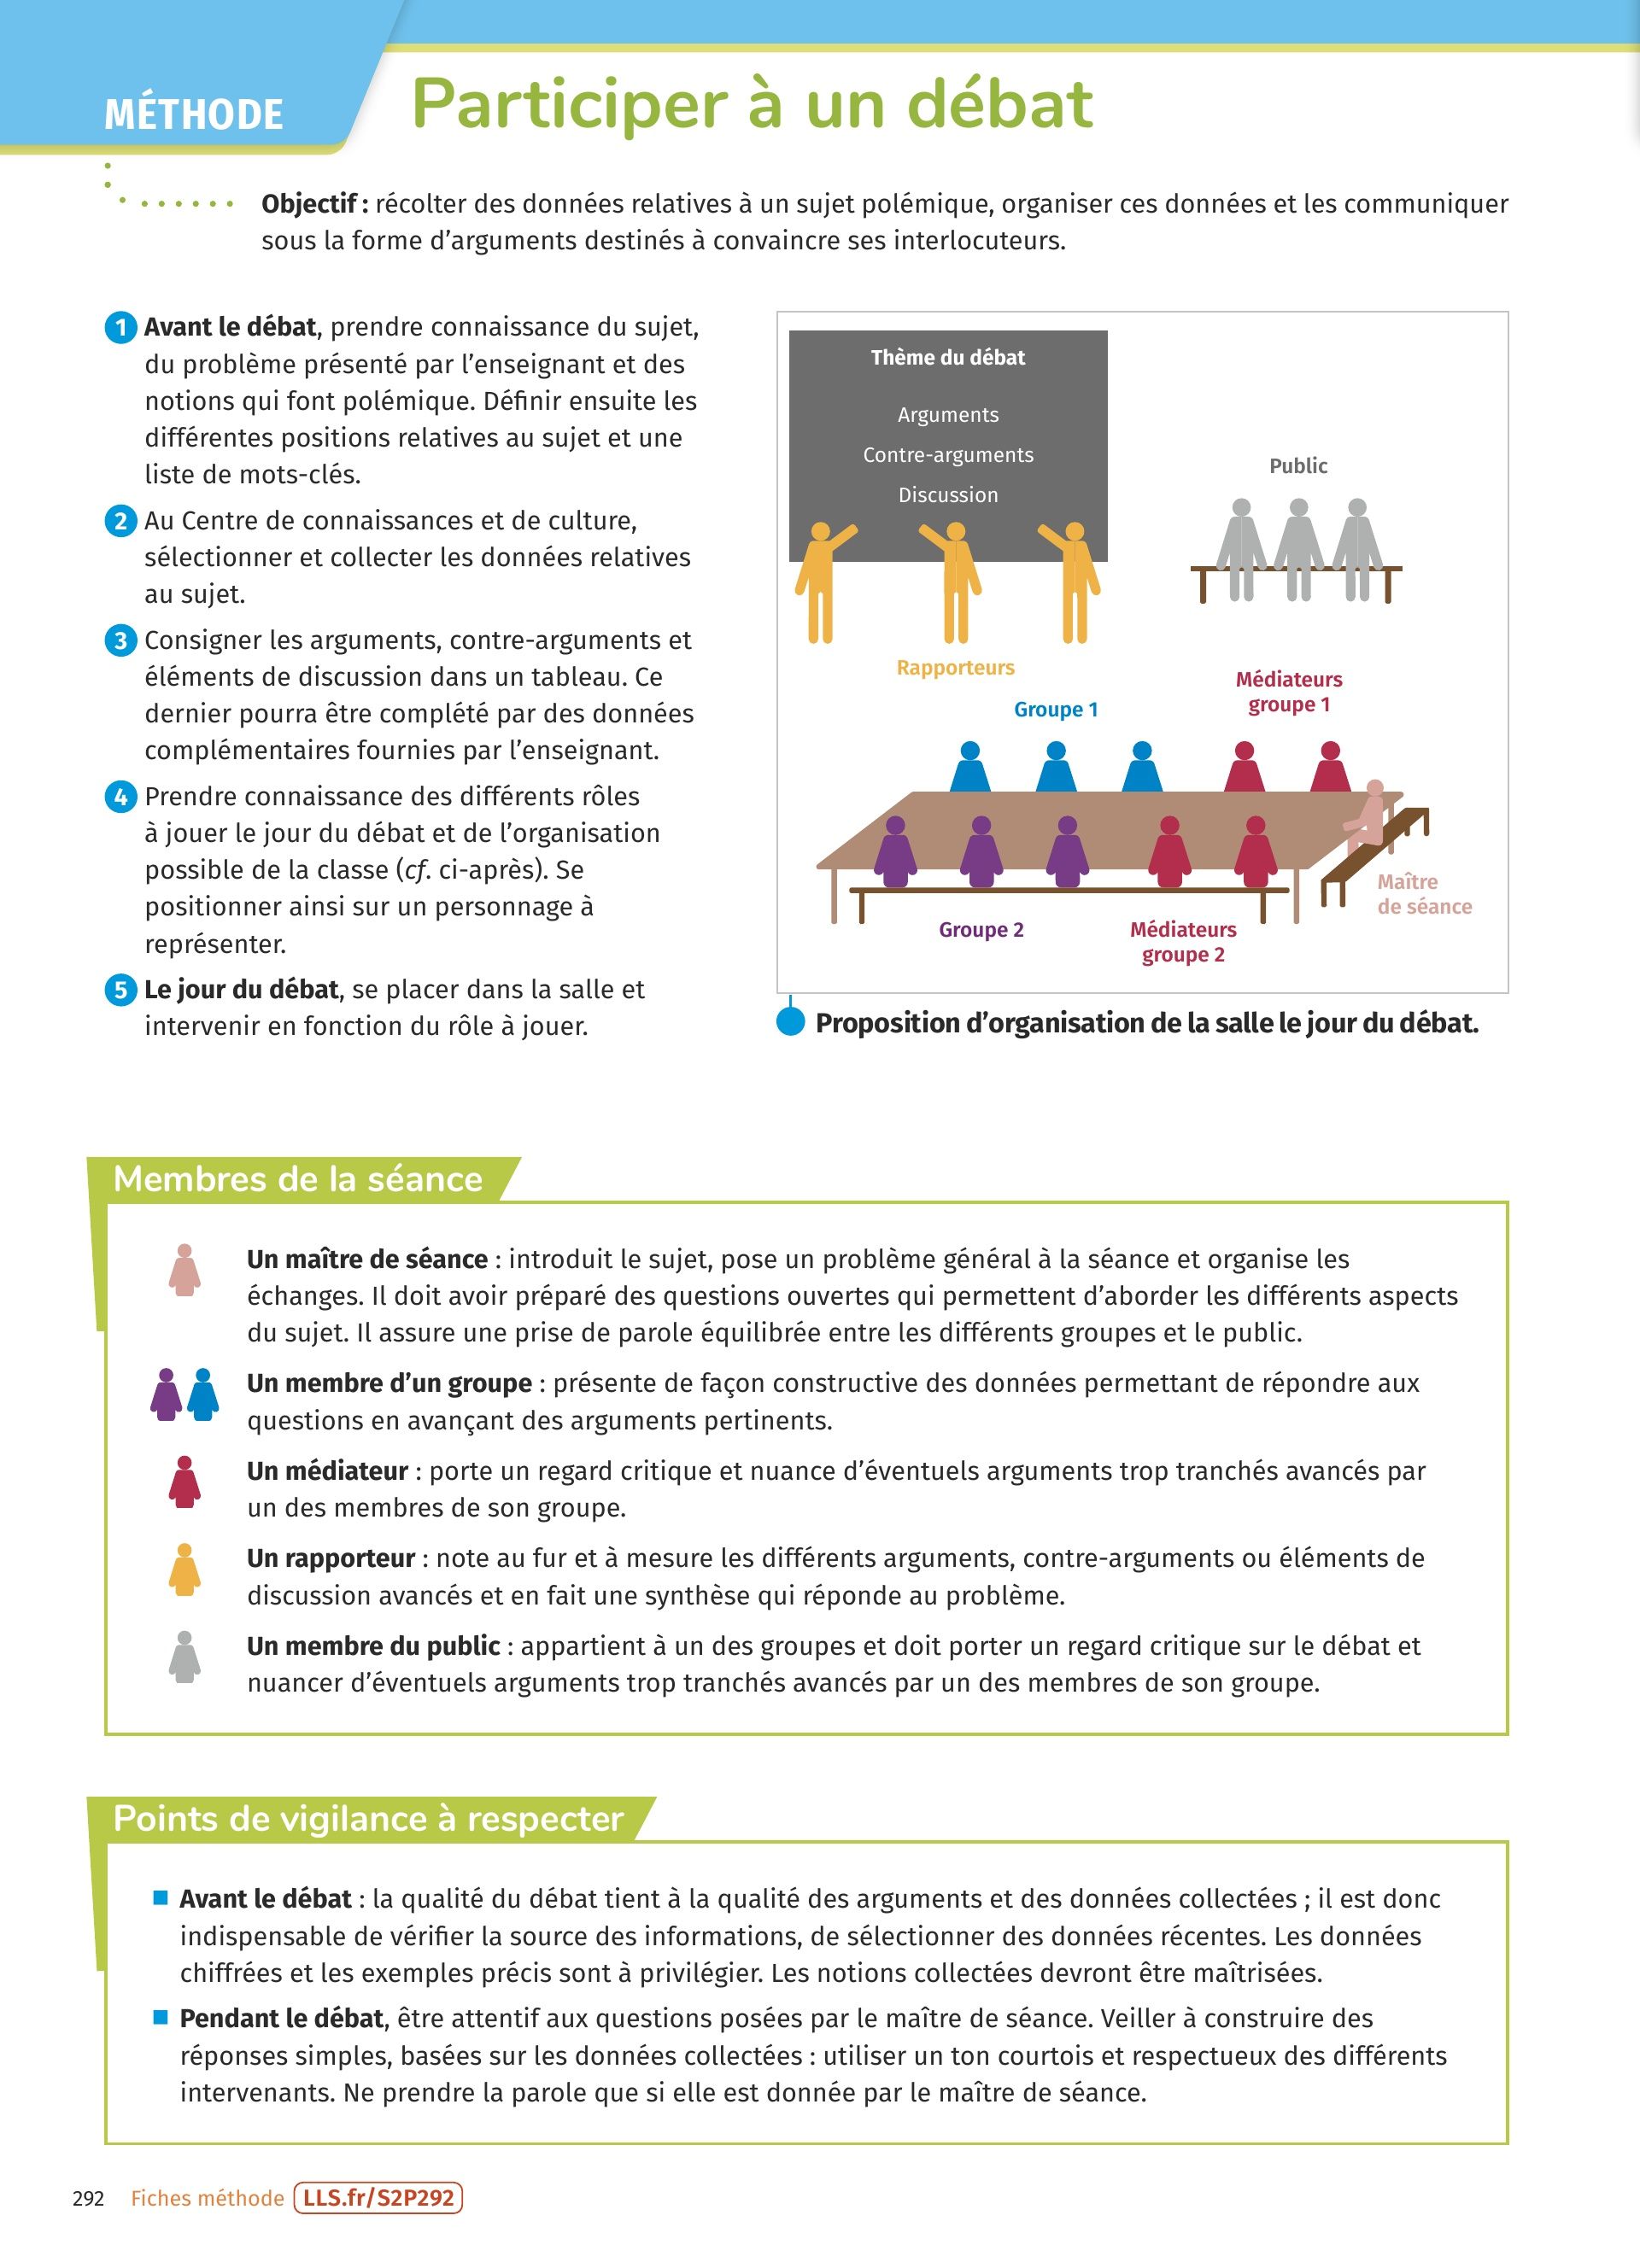 MÉTHODE
Participer à un débat
Objectif : récolter des données relatives à un sujet polémique, organiser ces données et les communiquer
sous la forme d’arguments destinés à convaincre ses interlocuteurs.
1 Avant le débat, prendre connaissance du sujet,
du problème présenté par l’enseignant et des
notions qui font polémique. Définir ensuite les
différentes positions relatives au sujet et une
liste de mots-clés.
2 Au Centre de connaissances et de culture,
sélectionner et collecter les données relatives
au sujet.
3 Consigner les arguments, contre-arguments et
éléments de discussion dans un tableau. Ce
dernier pourra être complété par des données
complémentaires fournies par l’enseignant.
4 Prendre connaissance des différents rôles
à jouer le jour du débat et de l’organisation
possible de la classe (cf. ci-après). Se
positionner ainsi sur un personnage à
représenter.
5 Le jour du débat, se placer dans la salle et
intervenir en fonction du rôle à jouer.
Thème du débat
Arguments
Contre-arguments
Discussion
Public
Rapporteurs
Groupe 1
Médiateurs
groupe 1
Maître
de séance
Groupe 2
Médiateurs
groupe 2
Proposition d’organisation de la salle le jour du débat.
Membres de la séance
Un maître de séance : introduit le sujet, pose un problème général à la séance et organise les
échanges. Il doit avoir préparé des questions ouvertes qui permettent d’aborder les différents aspects
du sujet. Il assure une prise de parole équilibrée entre les différents groupes et le public.
Un membre d’un groupe : présente de façon constructive des données permettant de répondre aux
questions en avançant des arguments pertinents.
Un médiateur : porte un regard critique et nuance d’éventuels arguments trop tranchés avancés par
un des membres de son groupe.
Un rapporteur : note au fur et à mesure les différents arguments, contre-arguments ou éléments de
discussion avancés et en fait une synthèse qui réponde au problème.
Un membre du public : appartient à un des groupes et doit porter un regard critique sur le débat et
nuancer d’éventuels arguments trop tranchés avancés par un des membres de son groupe.
Points de vigilance à respecter
Avant le débat : la qualité du débat tient à la qualité des arguments et des données collectées ; il est donc
indispensable de vérifier la source des informations, de sélectionner des données récentes. Les données
chiffrées et les exemples précis sont à privilégier. Les notions collectées devront être maîtrisées.
Pendant le débat, être attentif aux questions posées par le maître de séance. Veiller à construire des
réponses simples, basées sur les données collectées : utiliser un ton courtois et respectueux des différents
intervenants. Ne prendre la parole que si elle est donnée par le maître de séance.
292 Fiches méthode LLS.fr/S2P292